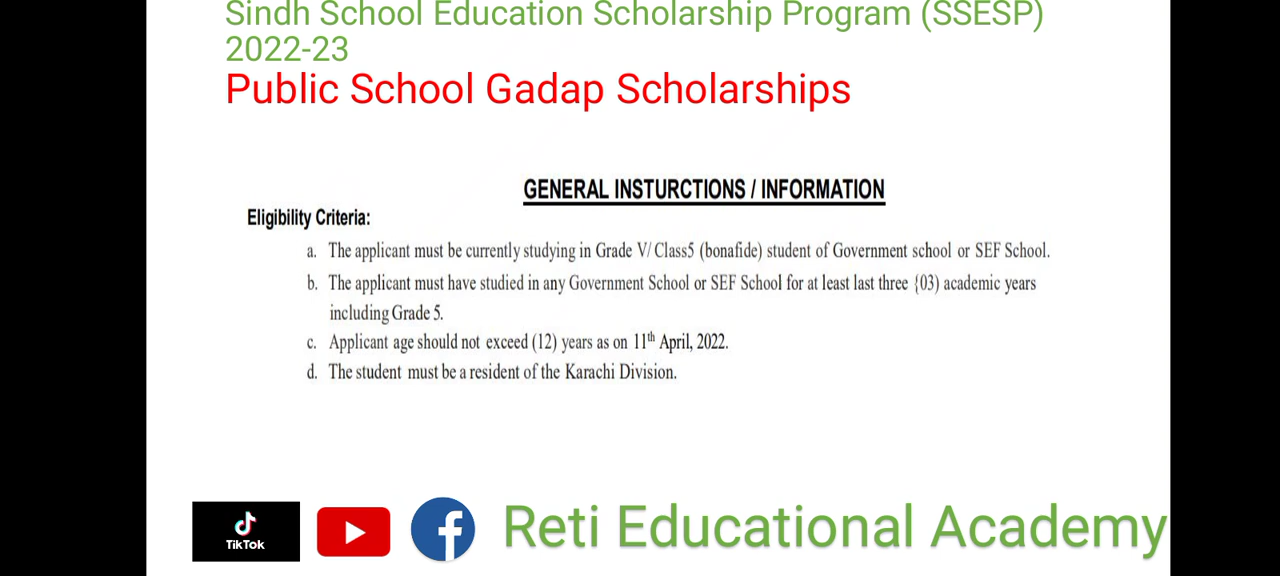 Sindh School Education Scholarship Program (SSESP)
2022-23
Public School Gadap Scholarships
GENERAL INSTURCTIONS / INFORMATION
Eligibility Criteria:
a. The applicant must be currently studying in Grade V/ Class5 (bonafide) student of Government school or SEF School.
b. The applicant must have studied in any Government School or SEF School for at least last three {03) academic years
including Grade 5.
c. Applicant age should not exceed (12) years as on 11th April, 2022.
d. The student must be a resident of the Karachi Division.
TikTok
Reti Educational Academy